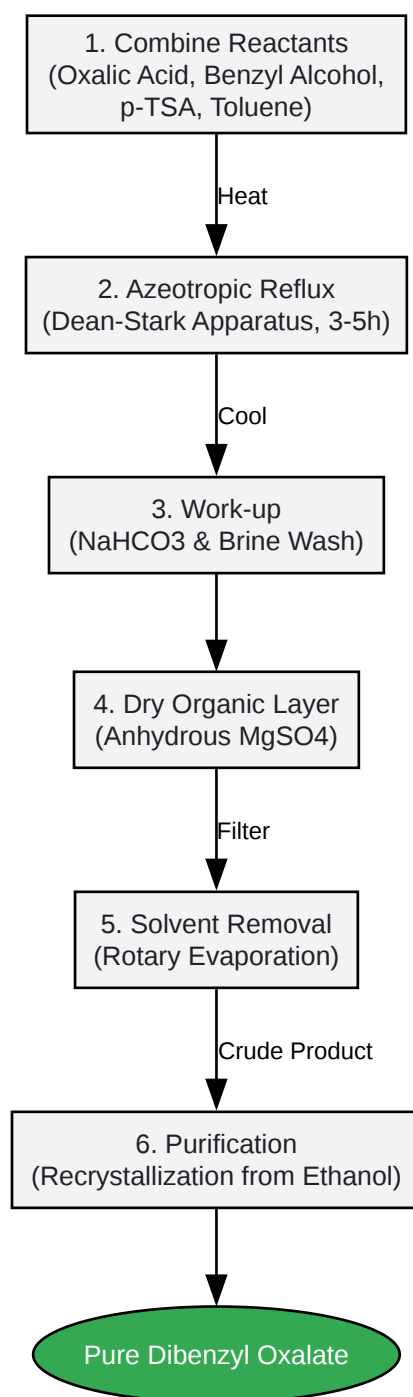 1. Combine Reactants
(Oxalic Acid, Benzyl Alcohol,
p-TSA, Toluene)
Heat
2. Azeotropic Reflux
(Dean-Stark Apparatus, 3-5h)
Cool
3. Work-up
(NaHCO3 & Brine Wash)
4. Dry Organic Layer
(Anhydrous MgSO4)
Filter
5. Solvent Removal
(Rotary Evaporation)
Crude Product
6. Purification
(Recrystallization from Ethanol)
Pure Dibenzyl Oxalate